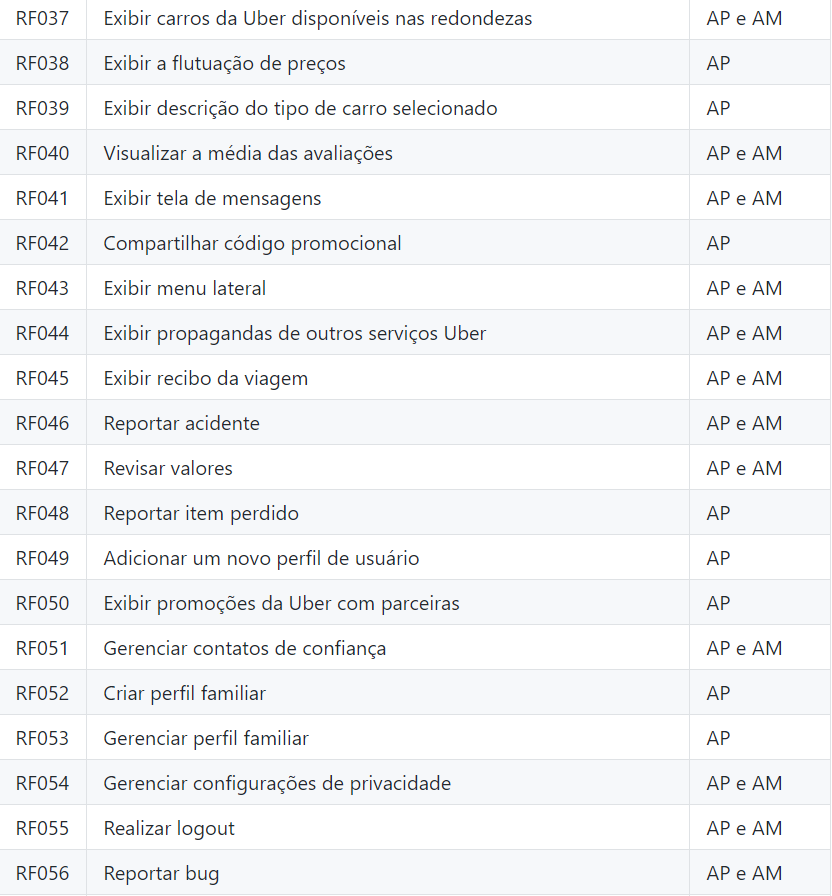 RF037 Exibir carros da Uber disponíveis nas redondezas AP e AM
RF038 Exibir a flutuação de preços AP
RF039 Exibir descrição do tipo de carro selecionado AP
RF040 Visualizar a média das avaliações AP e AM
RF041 Exibir tela de mensagens AP e AM
RF042 Compartilhar código promocional AP
RF043 Exibir menu lateral AP e AM
RF044 Exibir propagandas de outros serviços Uber AP e AM
RF045 Exibir recibo da viagem AP e AM
RF046 Reportar acidente AP e AM
RF047 Revisar valores AP e AM
RF048 Reportar item perdido AP
RF049 Adicionar um novo perfil de usuário AP
RF050 Exibir promoções da Uber com parceiras AP
RF051 Gerenciar contatos de confiança AP e AM
RF052 Criar perfil familiar AP
RF053 Gerenciar perfil familiar AP
RF054 Gerenciar configurações de privacidade AP e AM
RF055 Realizar logout AP e AM
RF056 Reportar bug AP e AM